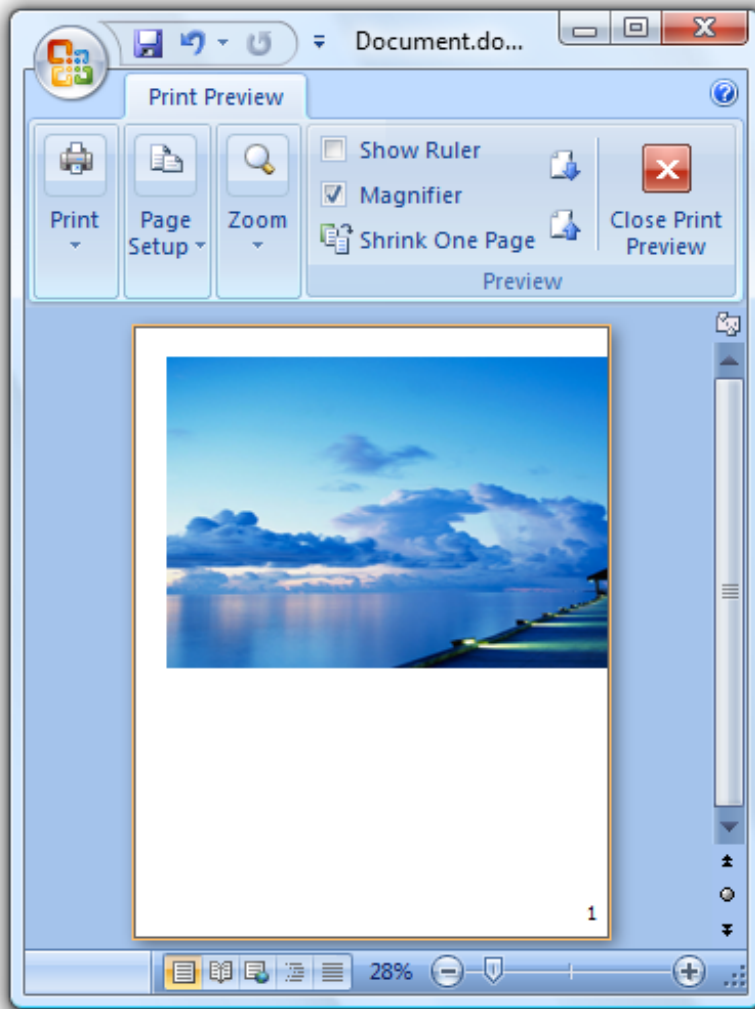 Document.do...
Print Preview
Print
Page
Setup
Zoom
Show Ruler
Magnifier
Shrink One Page
Close Print
Preview
Preview
1
28%